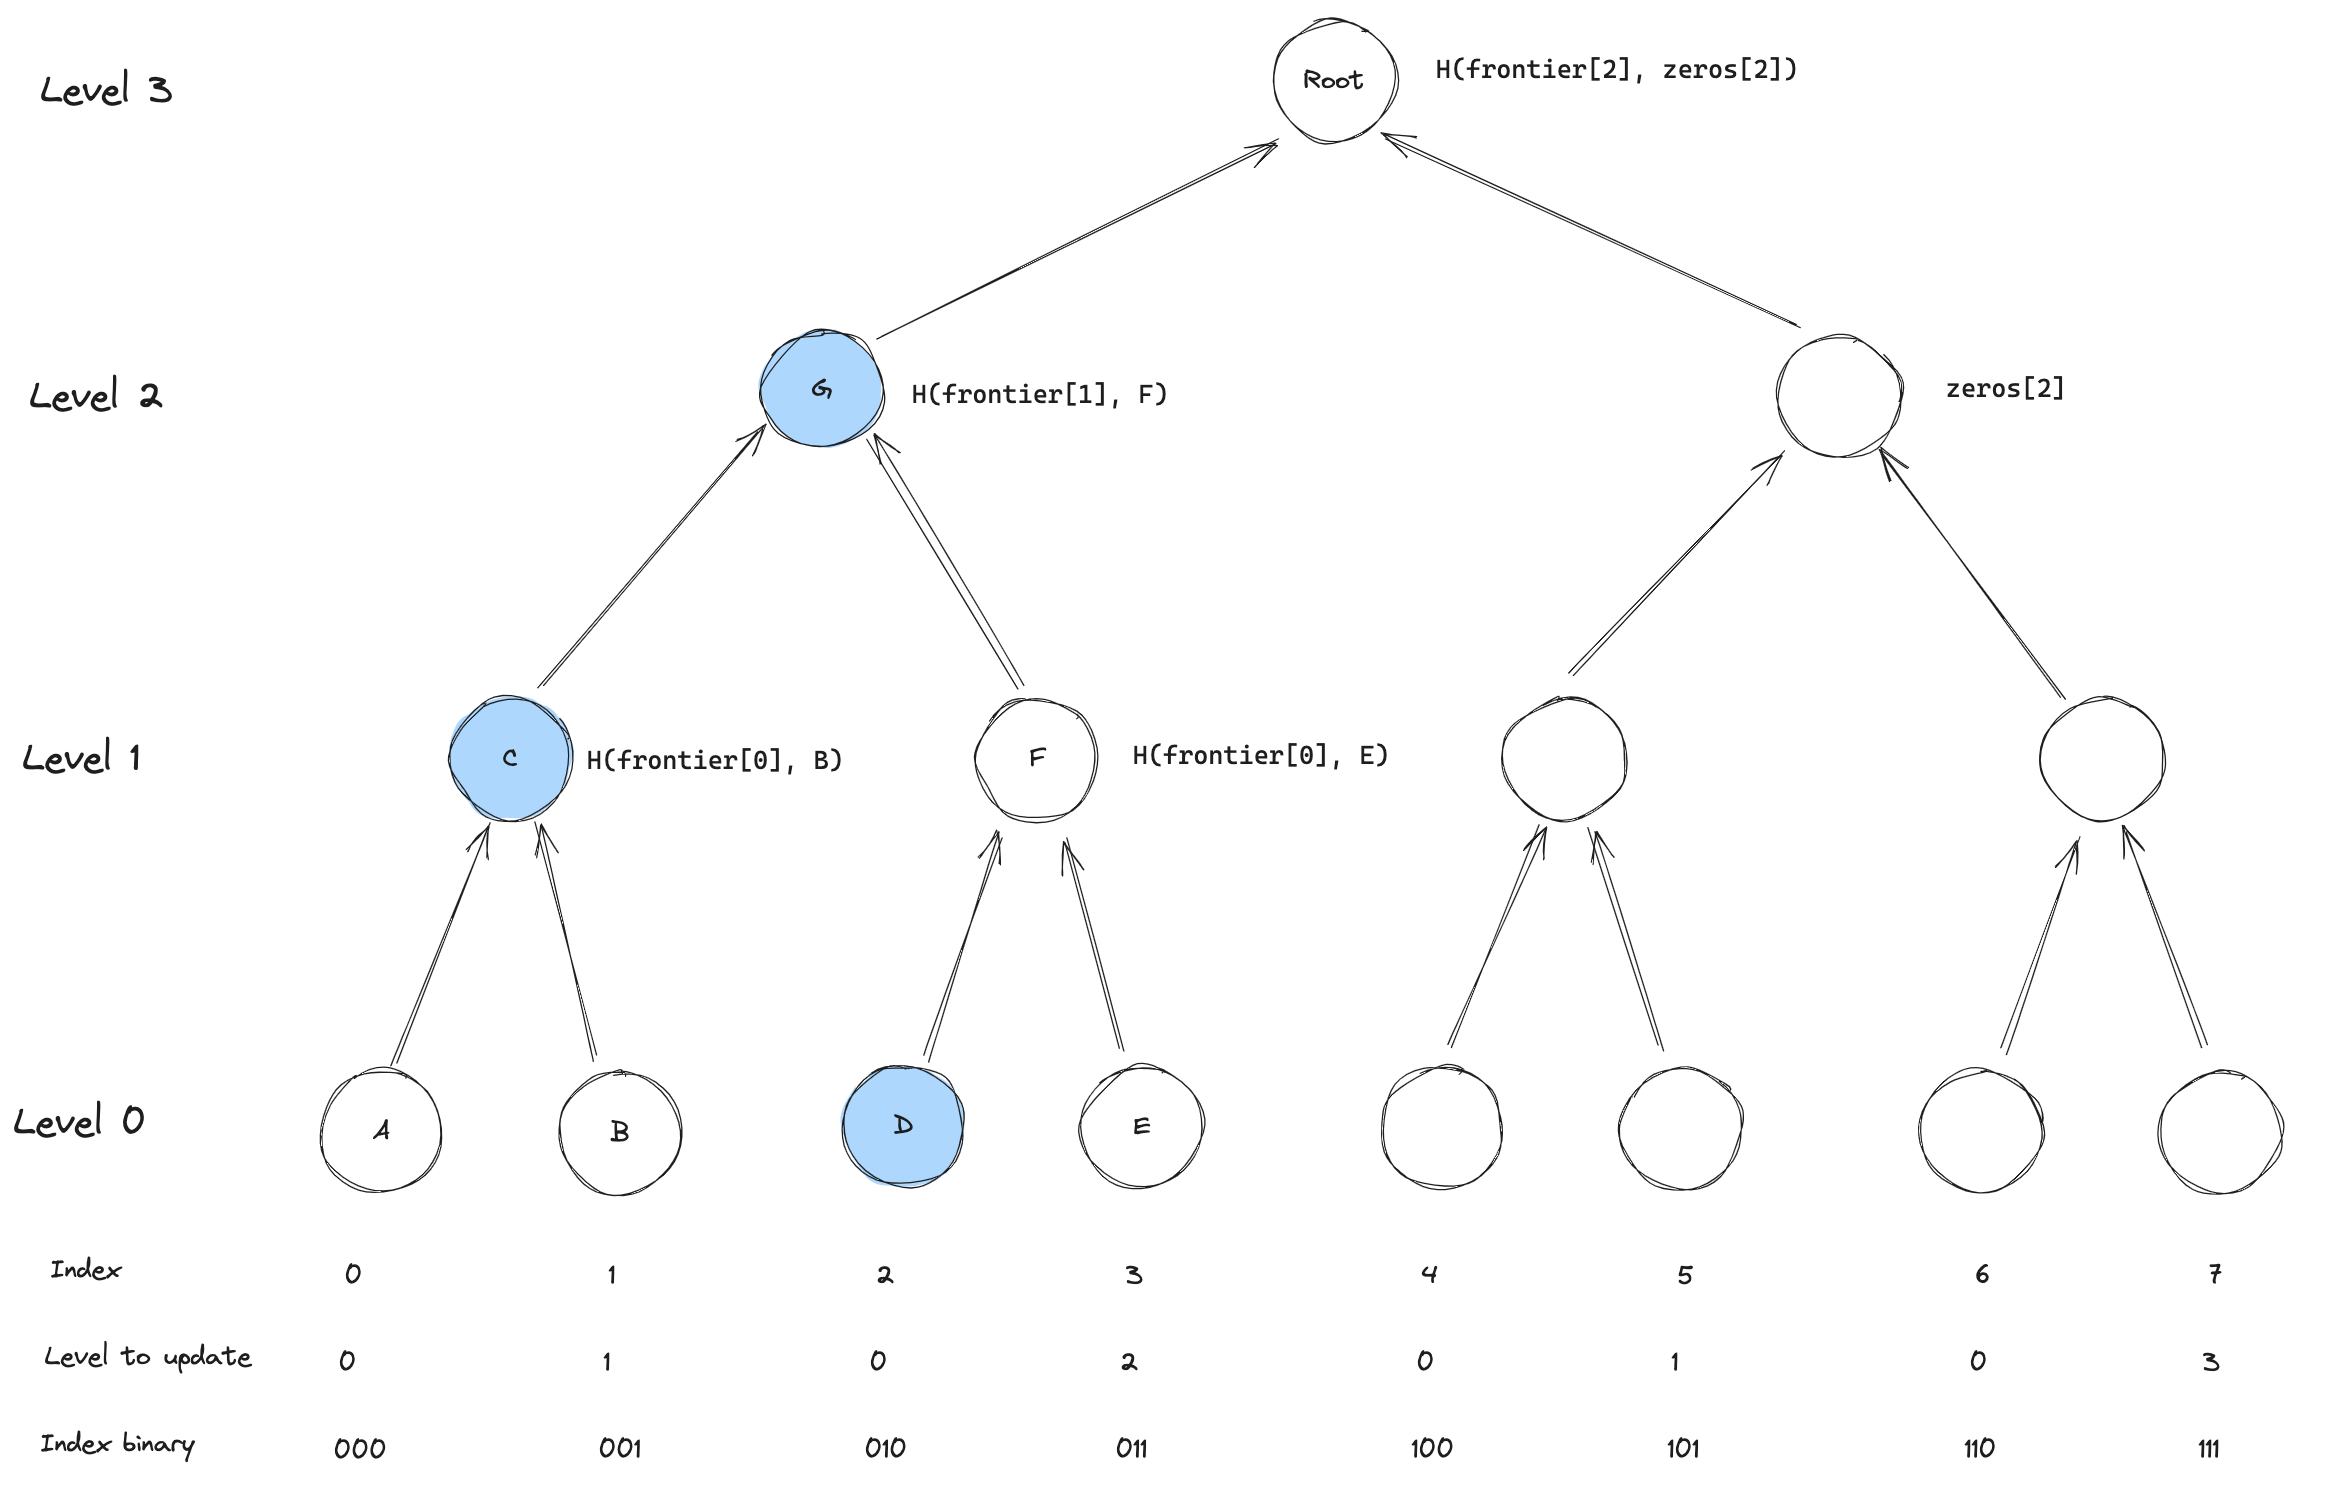 Level 3
Root
H(frontier[2], zeros[2])
Level 2
G
H(frontier[1], F)
zeros[2]
Level 1
C
H(frontier[0], B)
F
H(frontier[0], E)
Level 0
A
B
D
E
Index 0 1 2 3 4 5 6 7
Level to update 0 1 0 2 0 1 0 3
Index binary 000 001 010 011 100 101 110 111